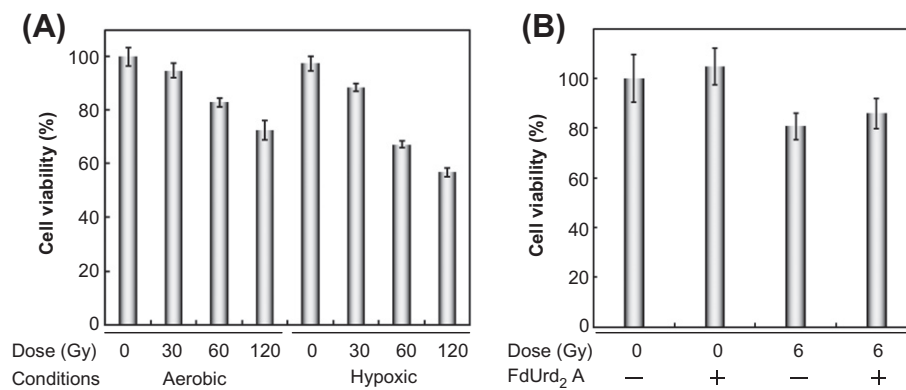 (A)
Cell viability (%)
100
80
60
40
20
0
Dose (Gy) 0 30 60 120 0 30 60 120
Conditions Aerobic Hypoxic
(B)
Cell viability (%)
100
80
60
40
20
0
Dose (Gy) 0 0 6 6
FdUrd₂ A — + — +